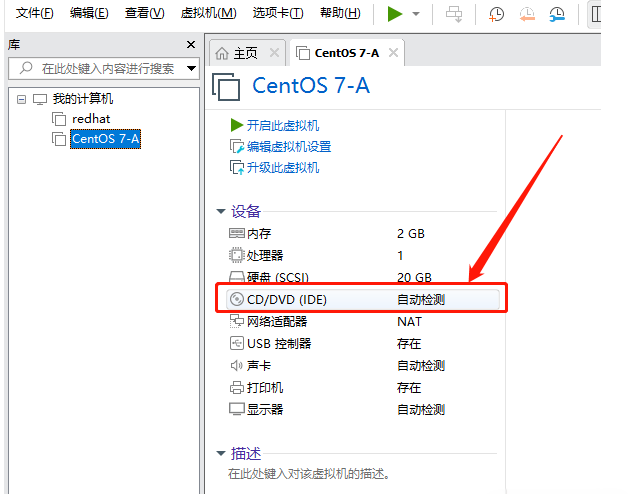 文件(F) 编辑(E) 查看(V) 虚拟机(M) 选项卡(T) 帮助(H)
库
在此处键入内容进行搜索
我的计算机
redhat
CentOS 7-A
主页 CentOS 7-A
CentOS 7-A
开启此虚拟机
编辑虚拟机设置
升级此虚拟机
设备
内存 2 GB
处理器 1
硬盘 (SCSI) 20 GB
CD/DVD (IDE) 自动检测
网络适配器 NAT
USB 控制器 存在
声卡 自动检测
打印机 存在
显示器 自动检测
描述
在此处键入对该虚拟机的描述。